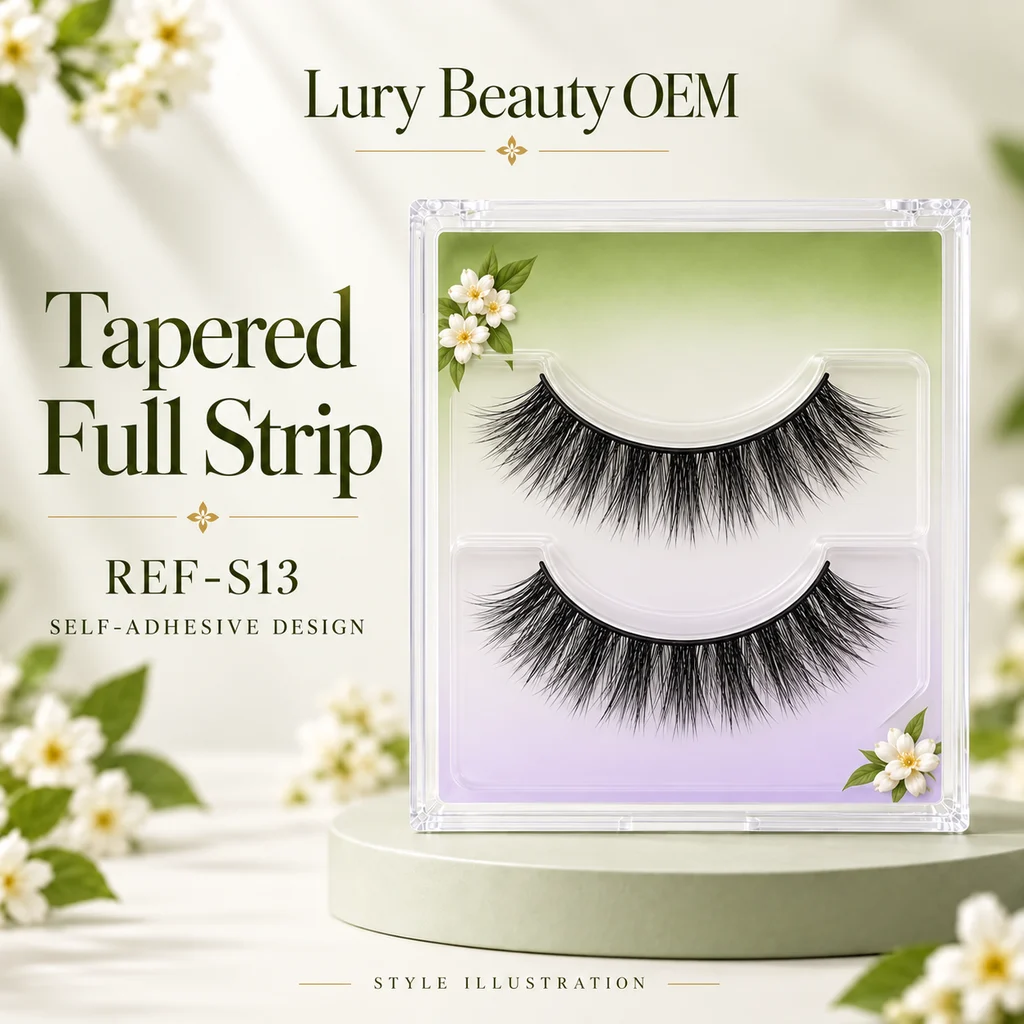 Lury Beauty OEM
Tapered
Full Strip
REF-S13
SELF-ADHESIVE DESIGN
STYLE ILLUSTRATION